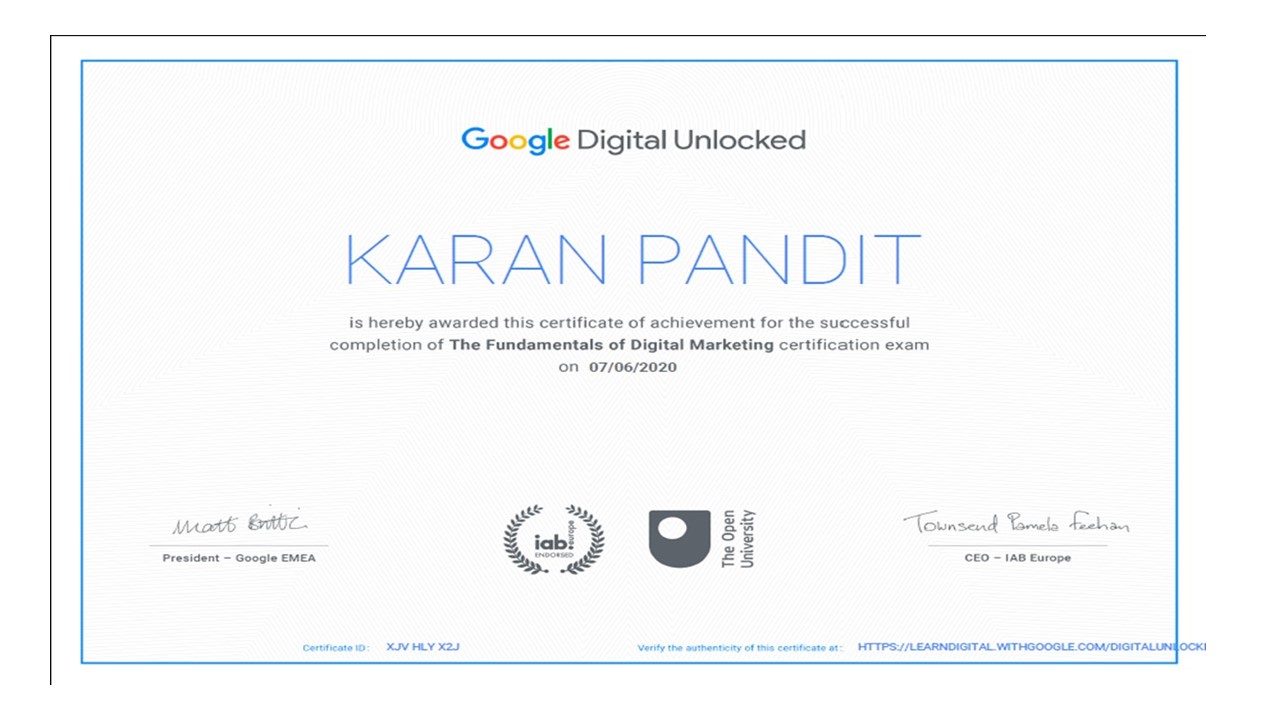 Google Digital Unlocked
KARAN PANDIT
is hereby awarded this certificate of achievement for the successful
completion of The Fundamentals of Digital Marketing certification exam
on 07/06/2020
Matt Brittin
President – Google EMEA
iab europe
ENDORSED
The Open
University
Townsend Pamela Feehan
CEO – IAB Europe
Certificate ID: XJV HLY X2J
Verify the authenticity of this certificate at: HTTPS://LEARNDIGITAL.WITHGOOGLE.COM/DIGITALUNLOCK